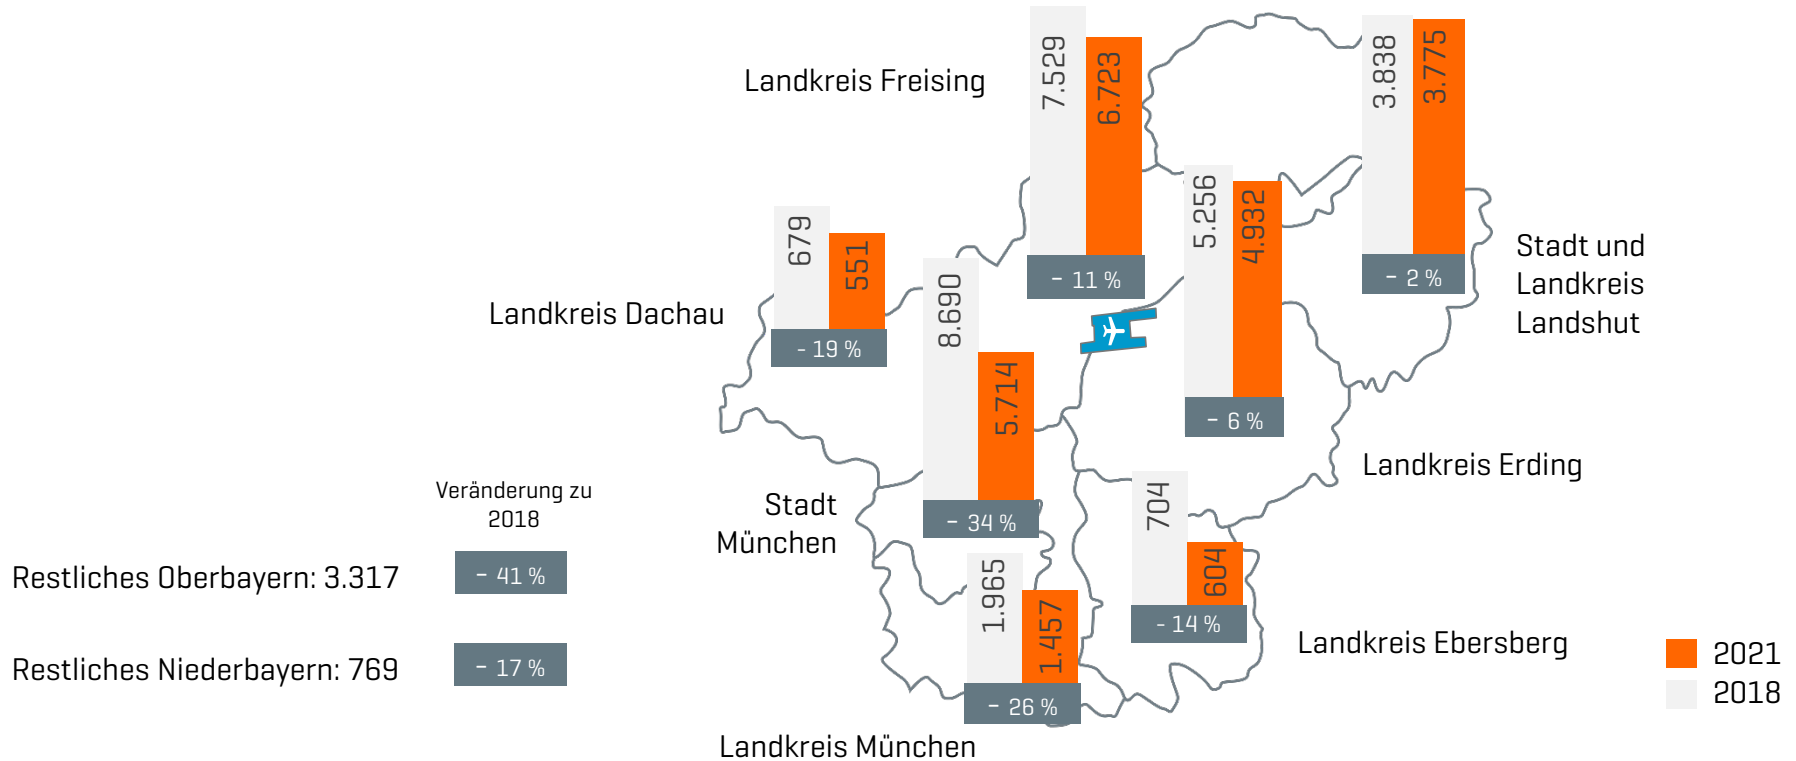 Landkreis Freising
7.529
6.723
- 11 %
3.838
3.775
- 2 %
Stadt und
Landkreis
Landshut
5.256
4.932
- 6 %
Landkreis Erding
679
551
- 19 %
Landkreis Dachau
8.690
5.714
- 34 %
Stadt
München
704
604
- 14 %
Landkreis Ebersberg
1.965
1.457
- 26 %
Landkreis München
Veränderung zu
2018
Restliches Oberbayern: 3.317
- 41 %
Restliches Niederbayern: 769
- 17 %
2021
2018